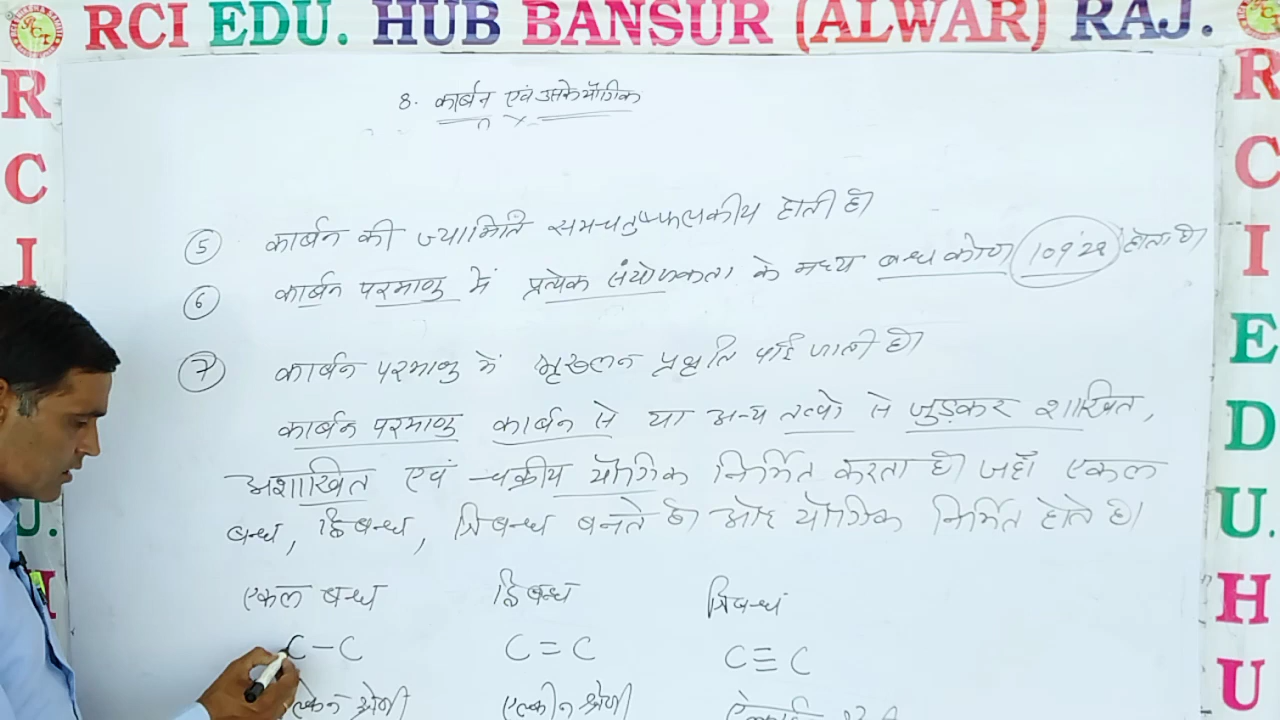 RCI EDU. HUB BANSUR (ALWAR) RAJ.
R
C
I
U.
R
C
I
E
D
U.
H
U
8. कार्बन एवं उसके यौगिक
5 कार्बन की ज्यामिति समचतुष्फलकीय होती है।
6 कार्बन परमाणु में प्रत्येक संयोजकता के मध्य बन्ध कोण 109°28' होता है।
7 कार्बन परमाणु में श्रृंखलन प्रवृत्ति पाई जाती है।
कार्बन परमाणु कार्बन से या अन्य तत्वों से जुड़कर शाखित,
अशाखित एवं चक्रीय यौगिक निर्मित करता है। जहाँ एकल
बन्ध, द्विबन्ध, त्रिबन्ध बनते है और यौगिक निर्मित होते है।
एकल बन्ध द्विबन्ध त्रिबन्ध
C – C C = C C ≡ C
एल्केन श्रेणी एल्कीन श्रेणी